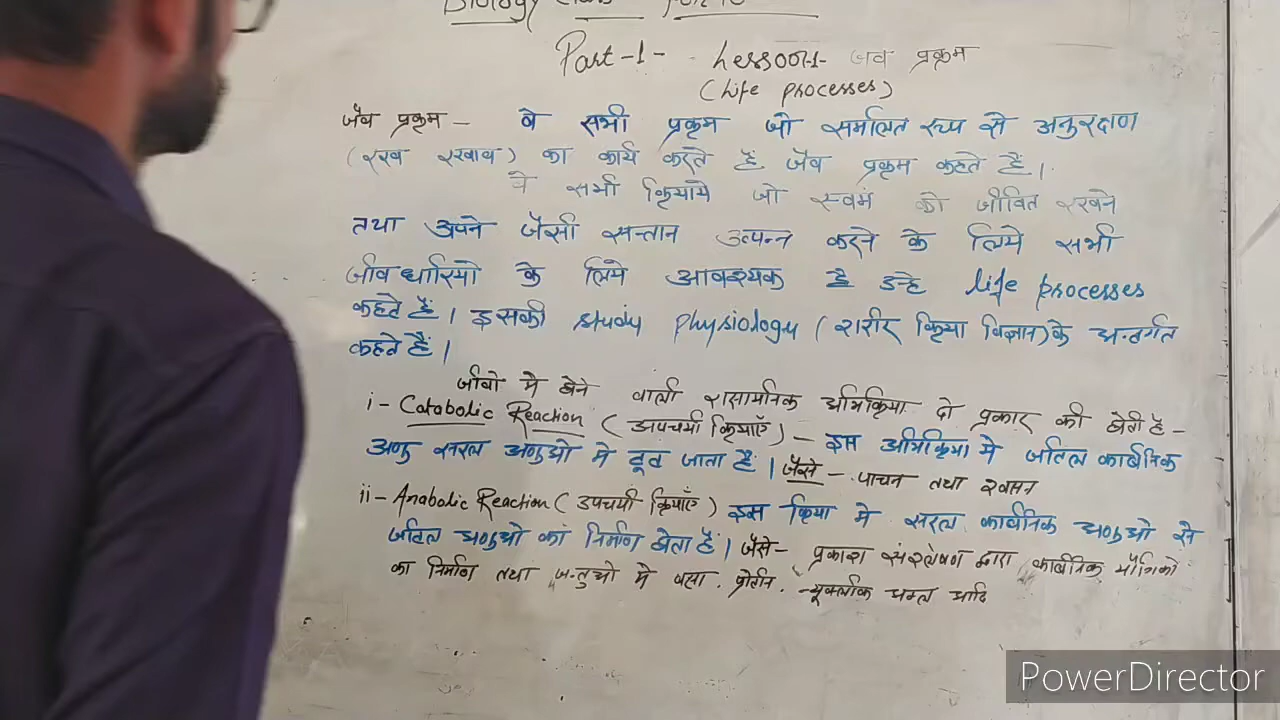 Biology class
Part-1- Lesson-1- जव प्रक्रम
(Life processes)
जैव प्रक्रम - वे सभी प्रक्रम जो सम्मलित रूप से अनुरक्षण
(रख रखाव) का कार्य करते हैं जैव प्रक्रम कहते हैं।
वे सभी क्रियाये जो स्वयं को जीवित रखने
तथा अपने जैसी सन्तान उत्पन्न करने के लिये सभी
जीवधारियो के लिये आवश्यक है उन्हे life processes
कहते हैं। इसकी study Physiology (शरीर क्रिया विज्ञान) के अन्तर्गत
कहते हैं।
जीवो मे होने वाली रासायनिक अभिक्रिया दो प्रकार की होती है -
i - Catabolic Reaction (अपचयी क्रियाएँ) - इस अभिक्रिया मे जटिल कार्बनिक
अणु सरल अणुओ मे टूट जाता है। जैसे - पाचन तथा श्वसन
ii - Anabolic Reaction (उपचयी क्रियाएँ) इस क्रिया मे सरल कार्बनिक अणुओ से
जटिल अणुओ का निर्माण होता है। जैसे - प्रकाश संश्लेषण द्वारा कार्बनिक यौगिको
का निर्माण तथा जन्तुओ मे वसा, प्रोटीन, न्यूक्लीक अम्ल आदि
PowerDirector